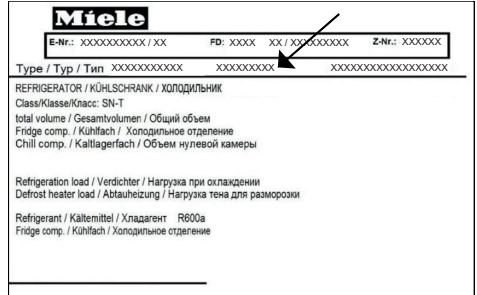 Miele
E-Nr.: XXXXXXXXXX / XX FD: XXXX XX / XXXXXXXXX Z-Nr.: XXXXXX
Type / Typ / Тип XXXXXXXXXXX XXXXXXXXX XXXXXXXXXXXXXXXXXX
REFRIGERATOR / KÜHLSCHRANK / ХОЛОДИЛЬНИК
Class/Klasse/Класс: SN-T
total volume / Gesamtvolumen / Общий объем
Fridge comp. / Kühlfach / Холодильное отделение
Chill comp. / Kaltlagerfach / Объем нулевой камеры
Refrigeration load / Verdichter / Нагрузка при охлаждении
Defrost heater load / Abtauheizung / Нагрузка тена для разморозки
Refrigerant / Kältemittel / Хладагент R600a
Fridge comp. / Kühlfach / Холодильное отделение